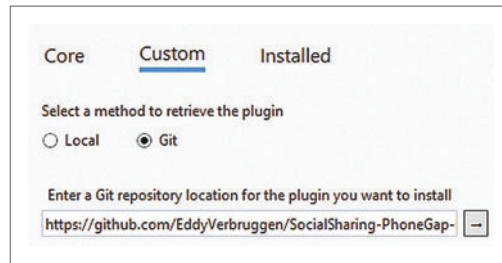 Core Custom Installed
Select a method to retrieve the plugin
Local Git
Enter a Git repository location for the plugin you want to install
https://github.com/EddyVerbruggen/SocialSharing-PhoneGap- →